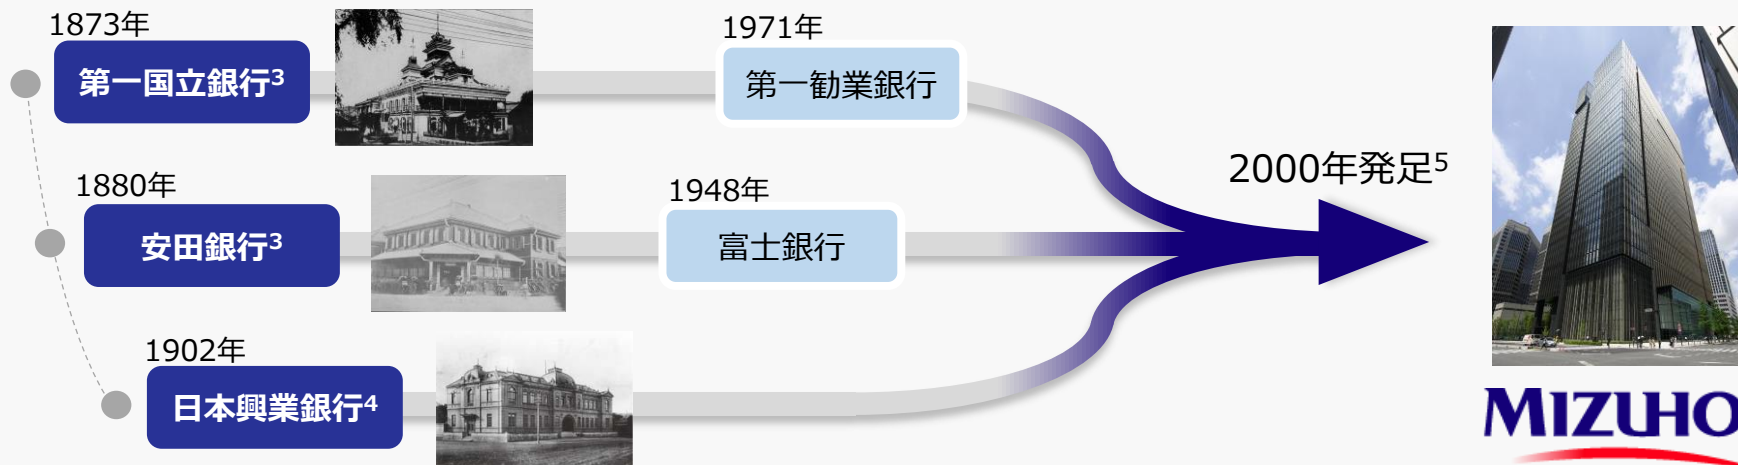 1873年
第一国立銀行3
1971年
第一勧業銀行
1880年
安田銀行3
1948年
富士銀行
1902年
日本興業銀行4
2000年発足5
MIZUHO